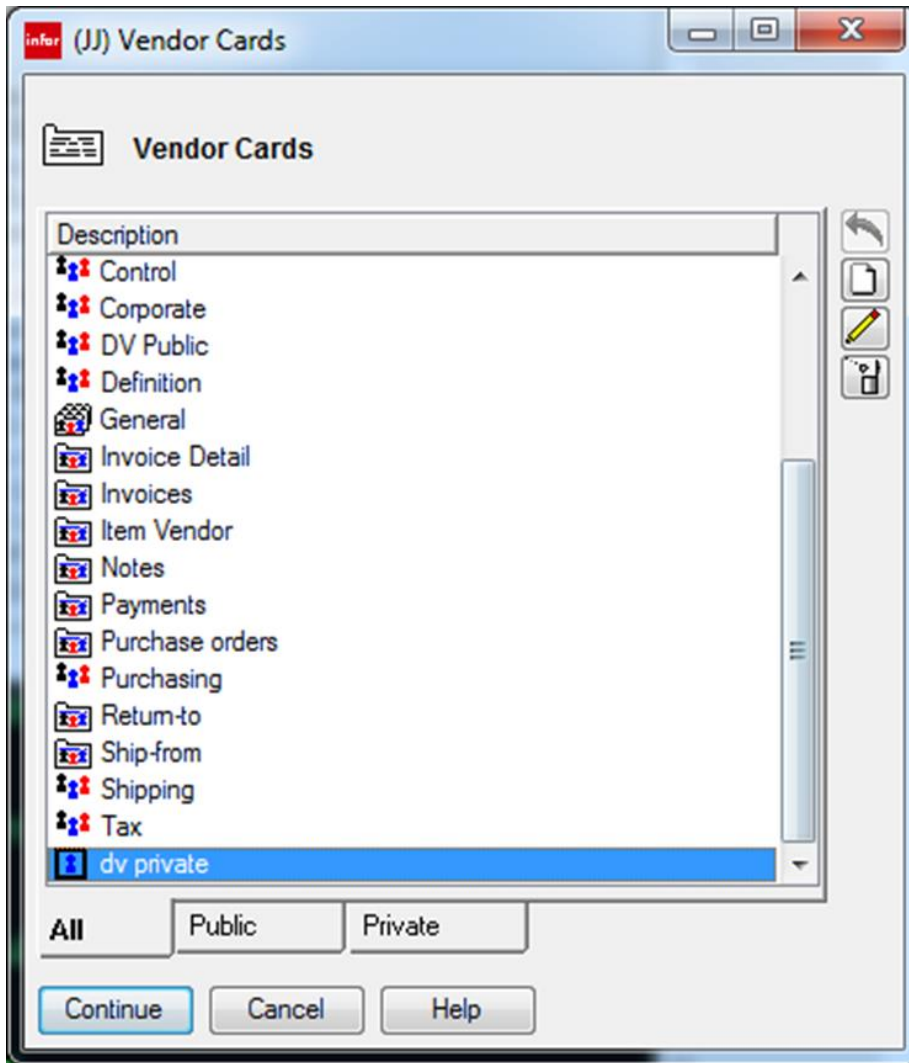 infor (JJ) Vendor Cards
Vendor Cards
Description
Control
Corporate
DV Public
Definition
General
Invoice Detail
Invoices
Item Vendor
Notes
Payments
Purchase orders
Purchasing
Return-to
Ship-from
Shipping
Tax
dv private
All Public Private
Continue Cancel Help